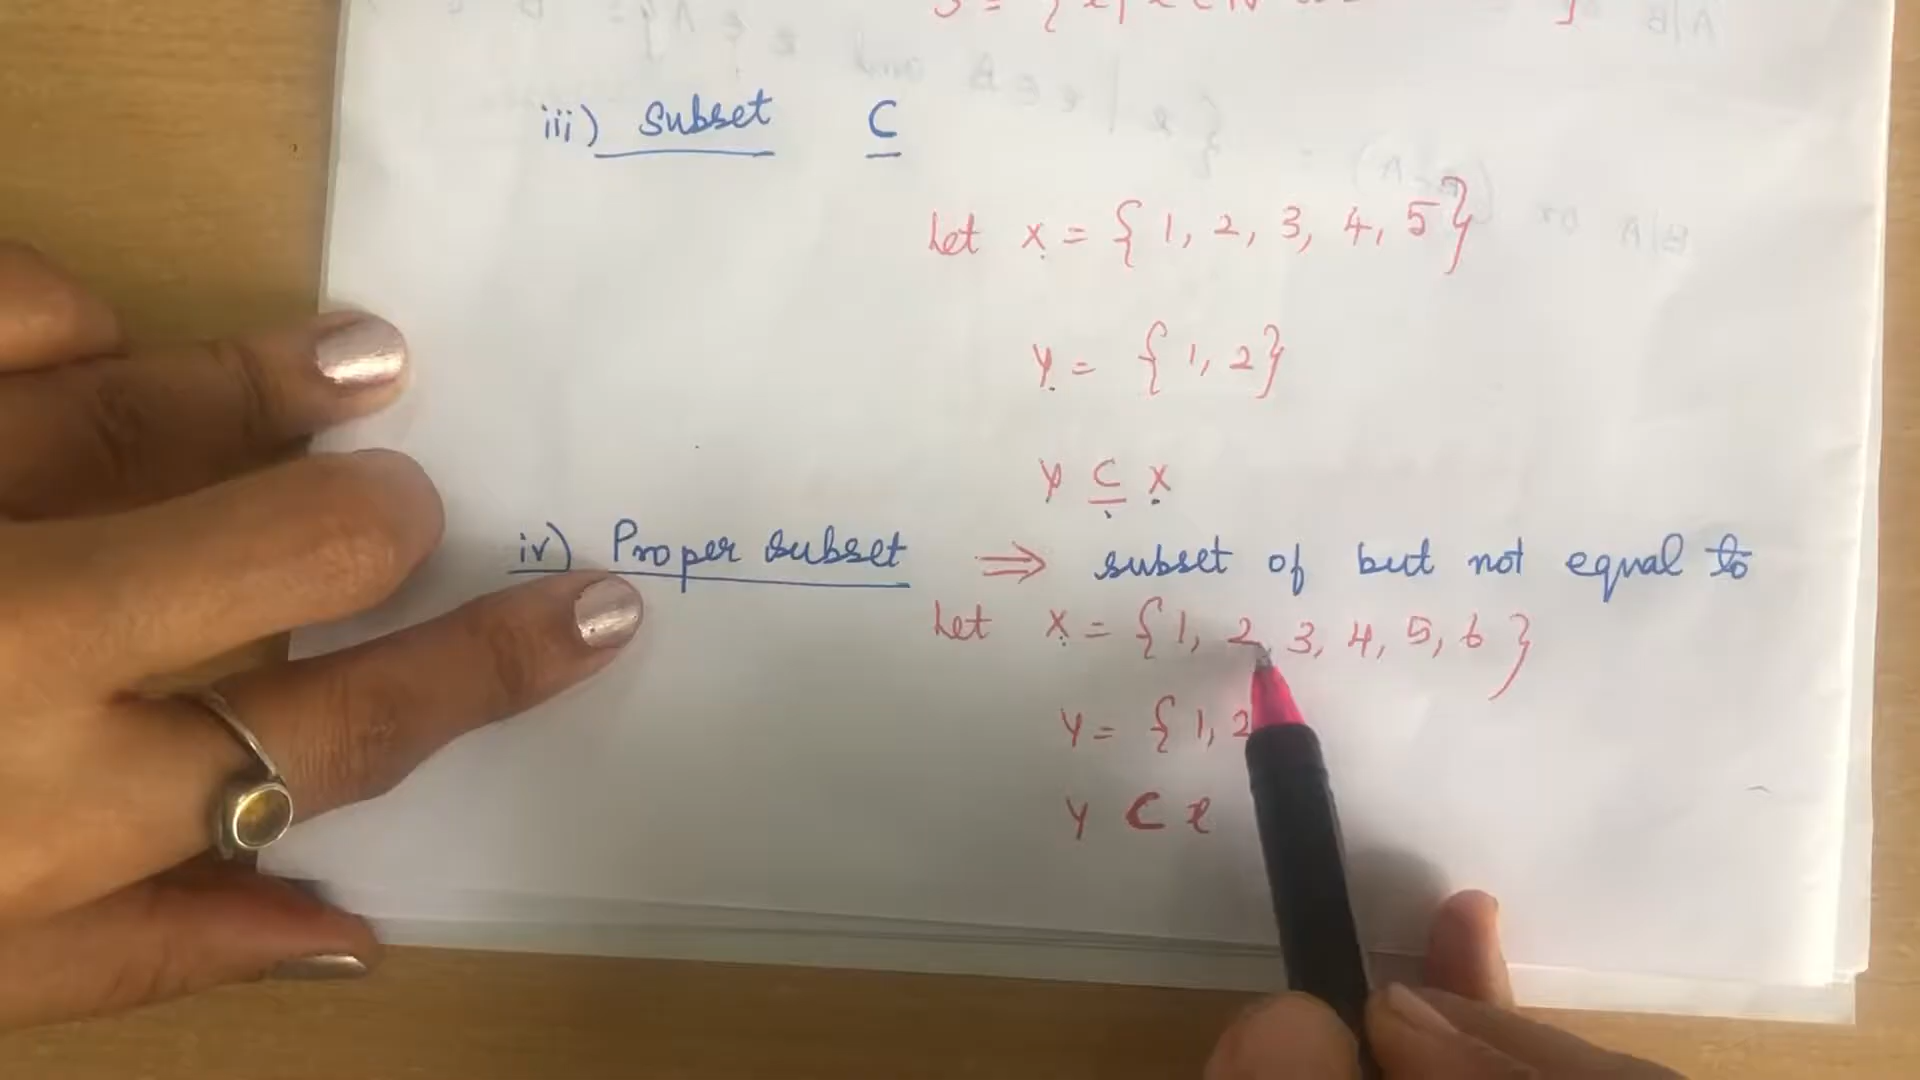 iii) Subset ⊆
Let x = { 1, 2, 3, 4, 5 }
y = { 1, 2 }
y ⊆ x
iv) Proper subset ⇒ subset of but not equal to
Let x = { 1, 2, 3, 4, 5, 6 }
y = { 1, 2
y ⊂ x